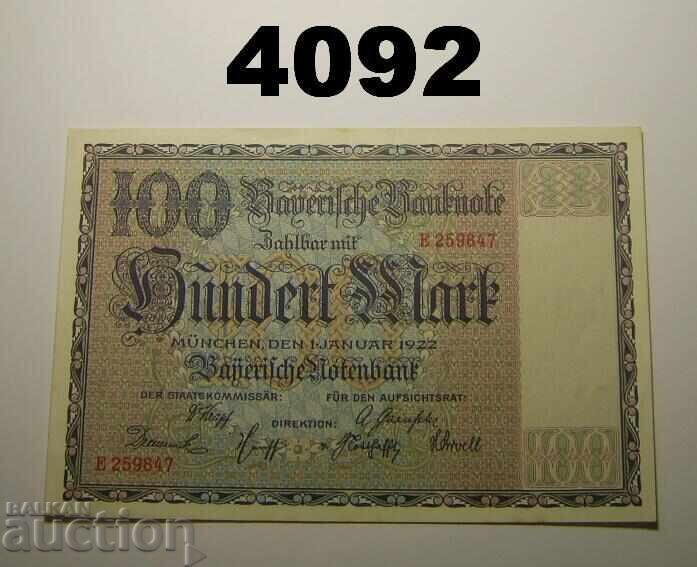 4092
100 Bayerische Banknote
Zahlbar mit E 259847
Hundert Mark
MÜNCHEN, DEN 1. JANUAR 1922
Bayerische Notenbank
DER STAATSKOMMISSÄR: FÜR DEN AUFSICHTSRAT:
DIREKTION:
E 259847
100
BALKAN
auction